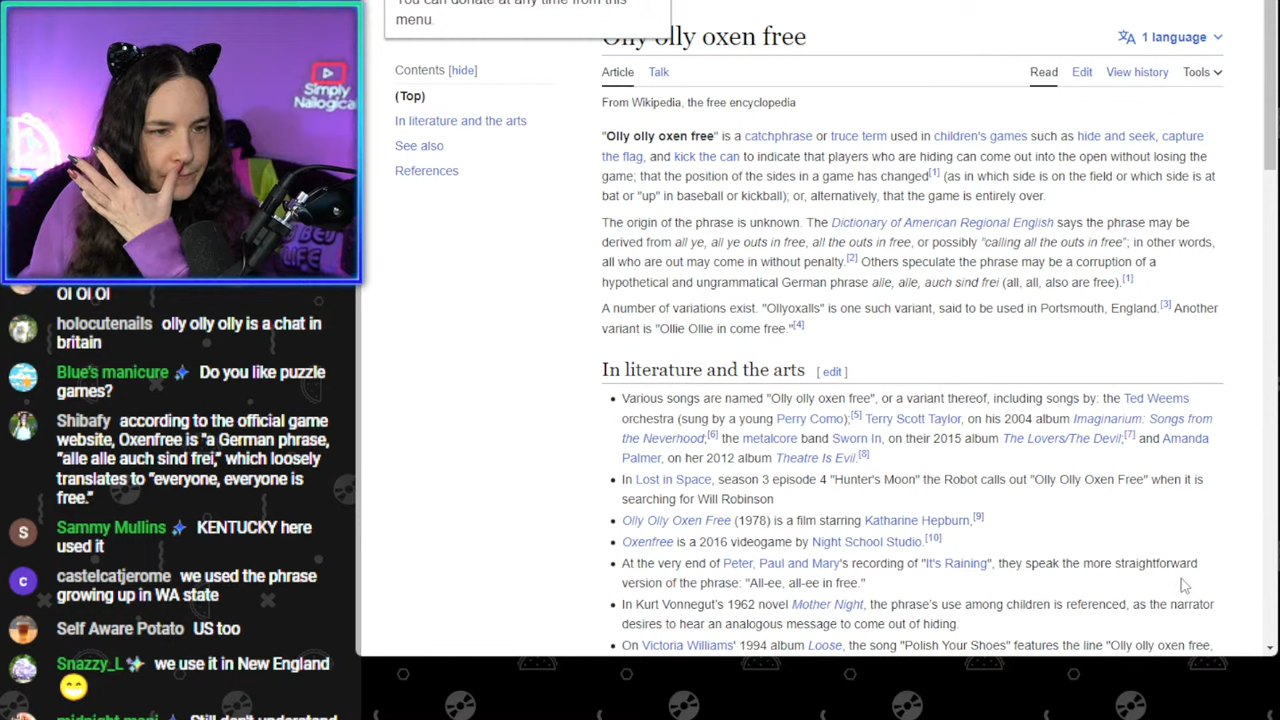 You can donate at any time from this
menu.
Olly olly oxen free
1 language
Contents [hide]
Article Talk
Read Edit View history Tools
(Top)
From Wikipedia, the free encyclopedia
In literature and the arts
See also
References
"Olly olly oxen free" is a catchphrase or truce term used in children's games such as hide and seek, capture
the flag, and kick the can to indicate that players who are hiding can come out into the open without losing the
game; that the position of the sides in a game has changed[1] (as in which side is on the field or which side is at
bat or "up" in baseball or kickball); or, alternatively, that the game is entirely over.
The origin of the phrase is unknown. The Dictionary of American Regional English says the phrase may be
derived from all ye, all ye outs in free, all the outs in free, or possibly "calling all the outs in free"; in other words,
all who are out may come in without penalty.[2] Others speculate the phrase may be a corruption of a
hypothetical and ungrammatical German phrase alle, alle, auch sind frei (all, all, also are free).[1]
A number of variations exist. "Ollyoxalls" is one such variant, said to be used in Portsmouth, England.[3] Another
variant is "Ollie Ollie in come free."[4]
In literature and the arts [ edit ]
Various songs are named "Olly olly oxen free", or a variant thereof, including songs by: the Ted Weems
orchestra (sung by a young Perry Como);[5] Terry Scott Taylor, on his 2004 album Imaginarium: Songs from
the Neverhood;[6] the metalcore band Sworn In, on their 2015 album The Lovers/The Devil;[7] and Amanda
Palmer, on her 2012 album Theatre Is Evil.[8]
In Lost in Space, season 3 episode 4 "Hunter's Moon" the Robot calls out "Olly Olly Oxen Free" when it is
searching for Will Robinson
Olly Olly Oxen Free (1978) is a film starring Katharine Hepburn,[9]
Oxenfree is a 2016 videogame by Night School Studio.[10]
At the very end of Peter, Paul and Mary's recording of "It's Raining", they speak the more straightforward
version of the phrase: "All-ee, all-ee in free."
In Kurt Vonnegut's 1962 novel Mother Night, the phrase's use among children is referenced, as the narrator
desires to hear an analogous message to come out of hiding.
On Victoria Williams' 1994 album Loose, the song "Polish Your Shoes" features the line "Olly olly oxen free,
Simply
Nailogical
BED
LIFE
OI OI OI
holocutenails olly olly olly is a chat in
britain
Blue's manicure Do you like puzzle
games?
Shibafy according to the official game
website, Oxenfree is "a German phrase,
"alle alle auch sind frei," which loosely
translates to "everyone, everyone is
free."
S Sammy Mullins KENTUCKY here
used it
C castelcatjerome we used the phrase
growing up in WA state
Self Aware Potato US too
Snazzy_L we use it in New England
Still don't understand